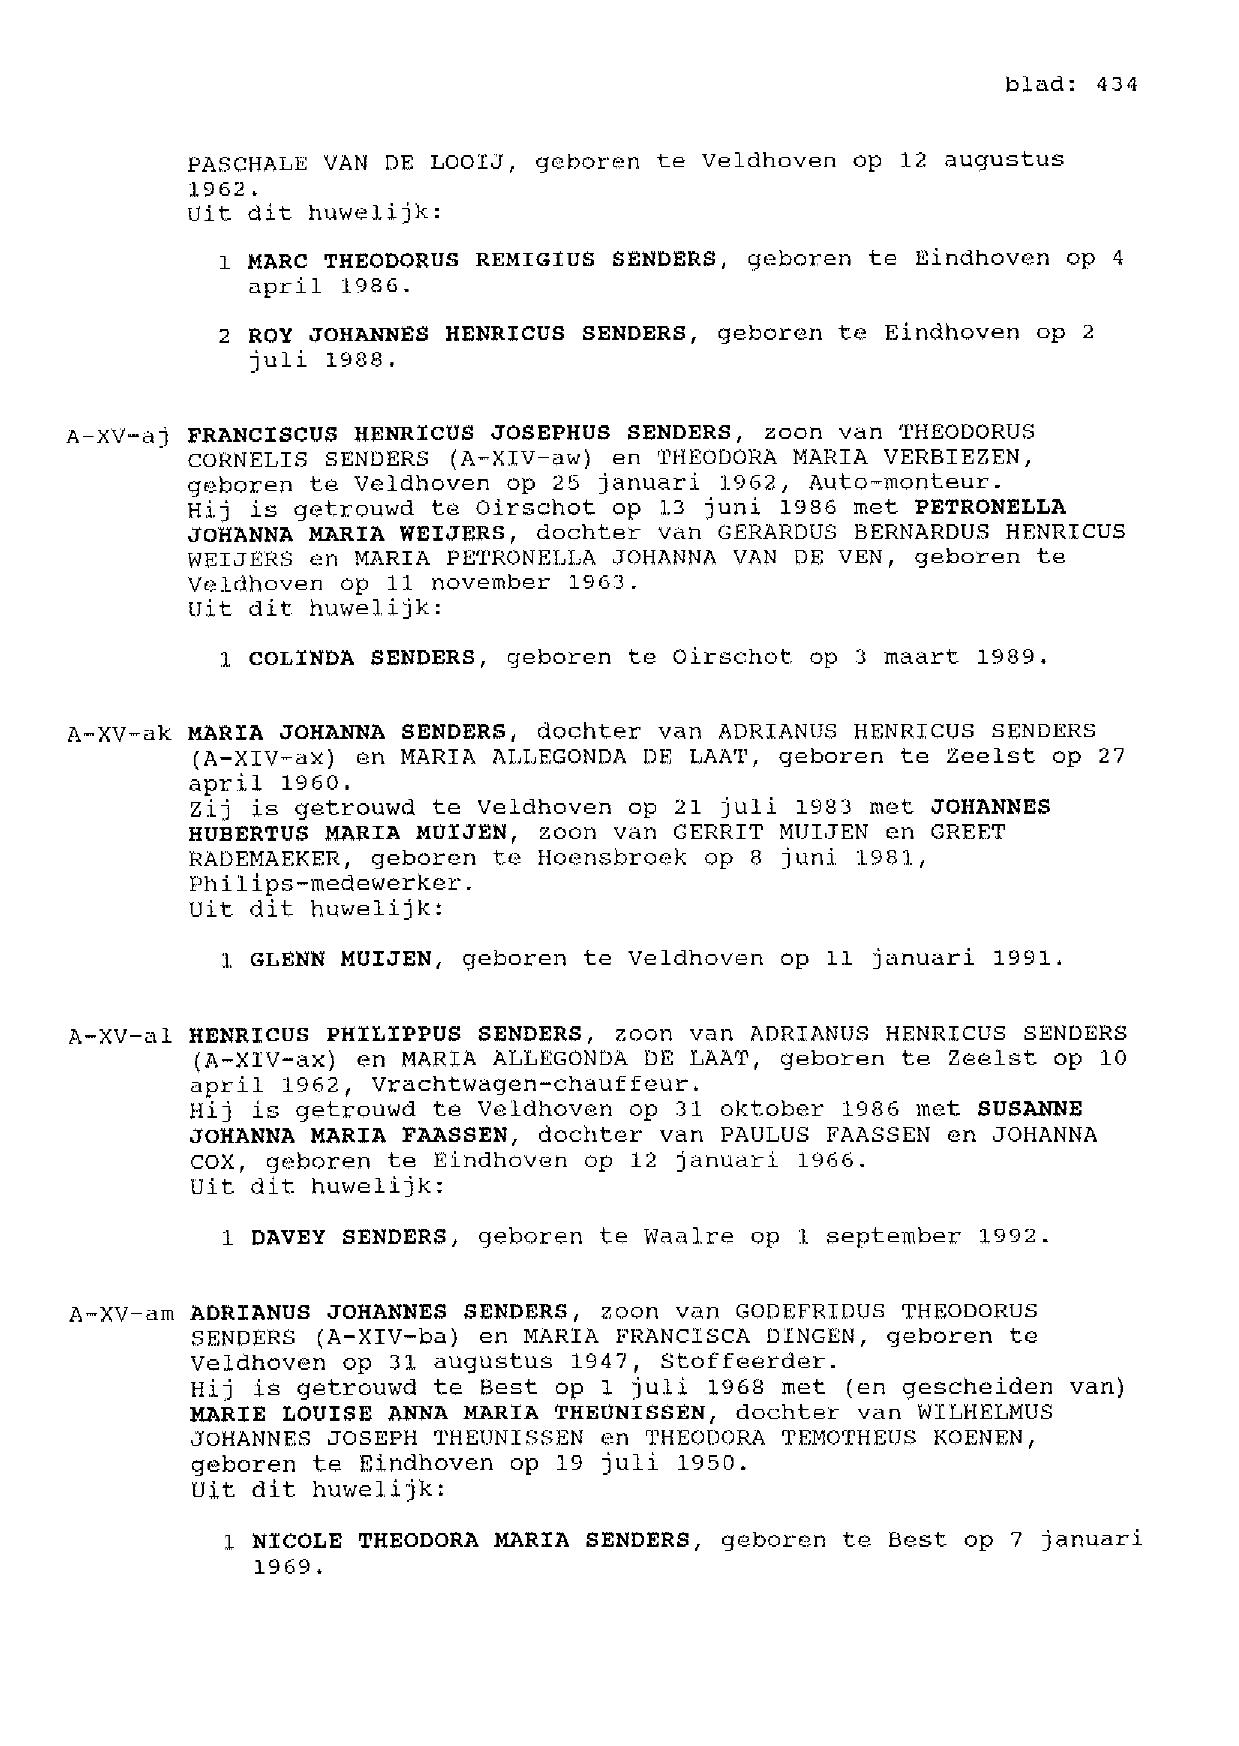 blad: 434
PASCHALE VAN DE LOOIJ, geboren te Veldhoven op 12 augustus
1962.
Uit dit huwelijk:
1 MARC THEODORUS REMIGIUS SENDERS, geboren te Eindhoven op 4
april 1986.
2 ROY JOHANNES HENRICUS SENDERS, geboren te Eindhoven op 2
juli 1988.
A-XV-aj FRANCISCUS HENRICUS JOSEPHUS SENDERS, zoon van THEODORUS
CORNELIS SENDERS (A-XIV-aw) en THEODORA MARIA VERBIEZEN,
geboren te Veldhoven op 25 januari 1962, Auto-monteur.
Hij is getrouwd te Oirschot op 13 juni 1986 met PETRONELLA
JOHANNA MARIA WEIJERS, dochter van GERARDUS BERNARDUS HENRICUS
WEIJERS en MARIA PETRONELLA JOHANNA VAN DE VEN, geboren te
Veldhoven op 11 november 1963.
Uit dit huwelijk:
1 COLINDA SENDERS, geboren te Oirschot op 3 maart 1989.
A-XV-ak MARIA JOHANNA SENDERS, dochter van ADRIANUS HENRICUS SENDERS
(A-XIV-ax) en MARIA ALLEGONDA DE LAAT, geboren te Zeelst op 27
april 1960.
Zij is getrouwd te Veldhoven op 21 juli 1983 met JOHANNES
HUBERTUS MARIA MUIJEN, zoon van GERRIT MUIJEN en GREET
RADEMAEKER, geboren te Hoensbroek op 8 juni 1981,
Philips-medewerker.
Uit dit huwelijk:
1 GLENN MUIJEN, geboren te Veldhoven op 11 januari 1991.
A-XV-al HENRICUS PHILIPPUS SENDERS, zoon van ADRIANUS HENRICUS SENDERS
(A-XIV-ax) en MARIA ALLEGONDA DE LAAT, geboren te Zeelst op 10
april 1962, Vrachtwagen-chauffeur.
Hij is getrouwd te Veldhoven op 31 oktober 1986 met SUSANNE
JOHANNA MARIA FAASSEN, dochter van PAULUS FAASSEN en JOHANNA
COX, geboren te Eindhoven op 12 januari 1966.
Uit dit huwelijk:
1 DAVEY SENDERS, geboren te Waalre op 1 september 1992.
A-XV-am ADRIANUS JOHANNES SENDERS, zoon van GODEFRIDUS THEODORUS
SENDERS (A-XIV-ba) en MARIA FRANCISCA DINGEN, geboren te
Veldhoven op 31 augustus 1947, Stoffeerder.
Hij is getrouwd te Best op 1 juli 1968 met (en gescheiden van)
MARIE LOUISE ANNA MARIA THEUNISSEN, dochter van WILHELMUS
JOHANNES JOSEPH THEUNISSEN en THEODORA TEMOTHEUS KOENEN,
geboren te Eindhoven op 19 juli 1950.
Uit dit huwelijk:
1 NICOLE THEODORA MARIA SENDERS, geboren te Best op 7 januari
1969.